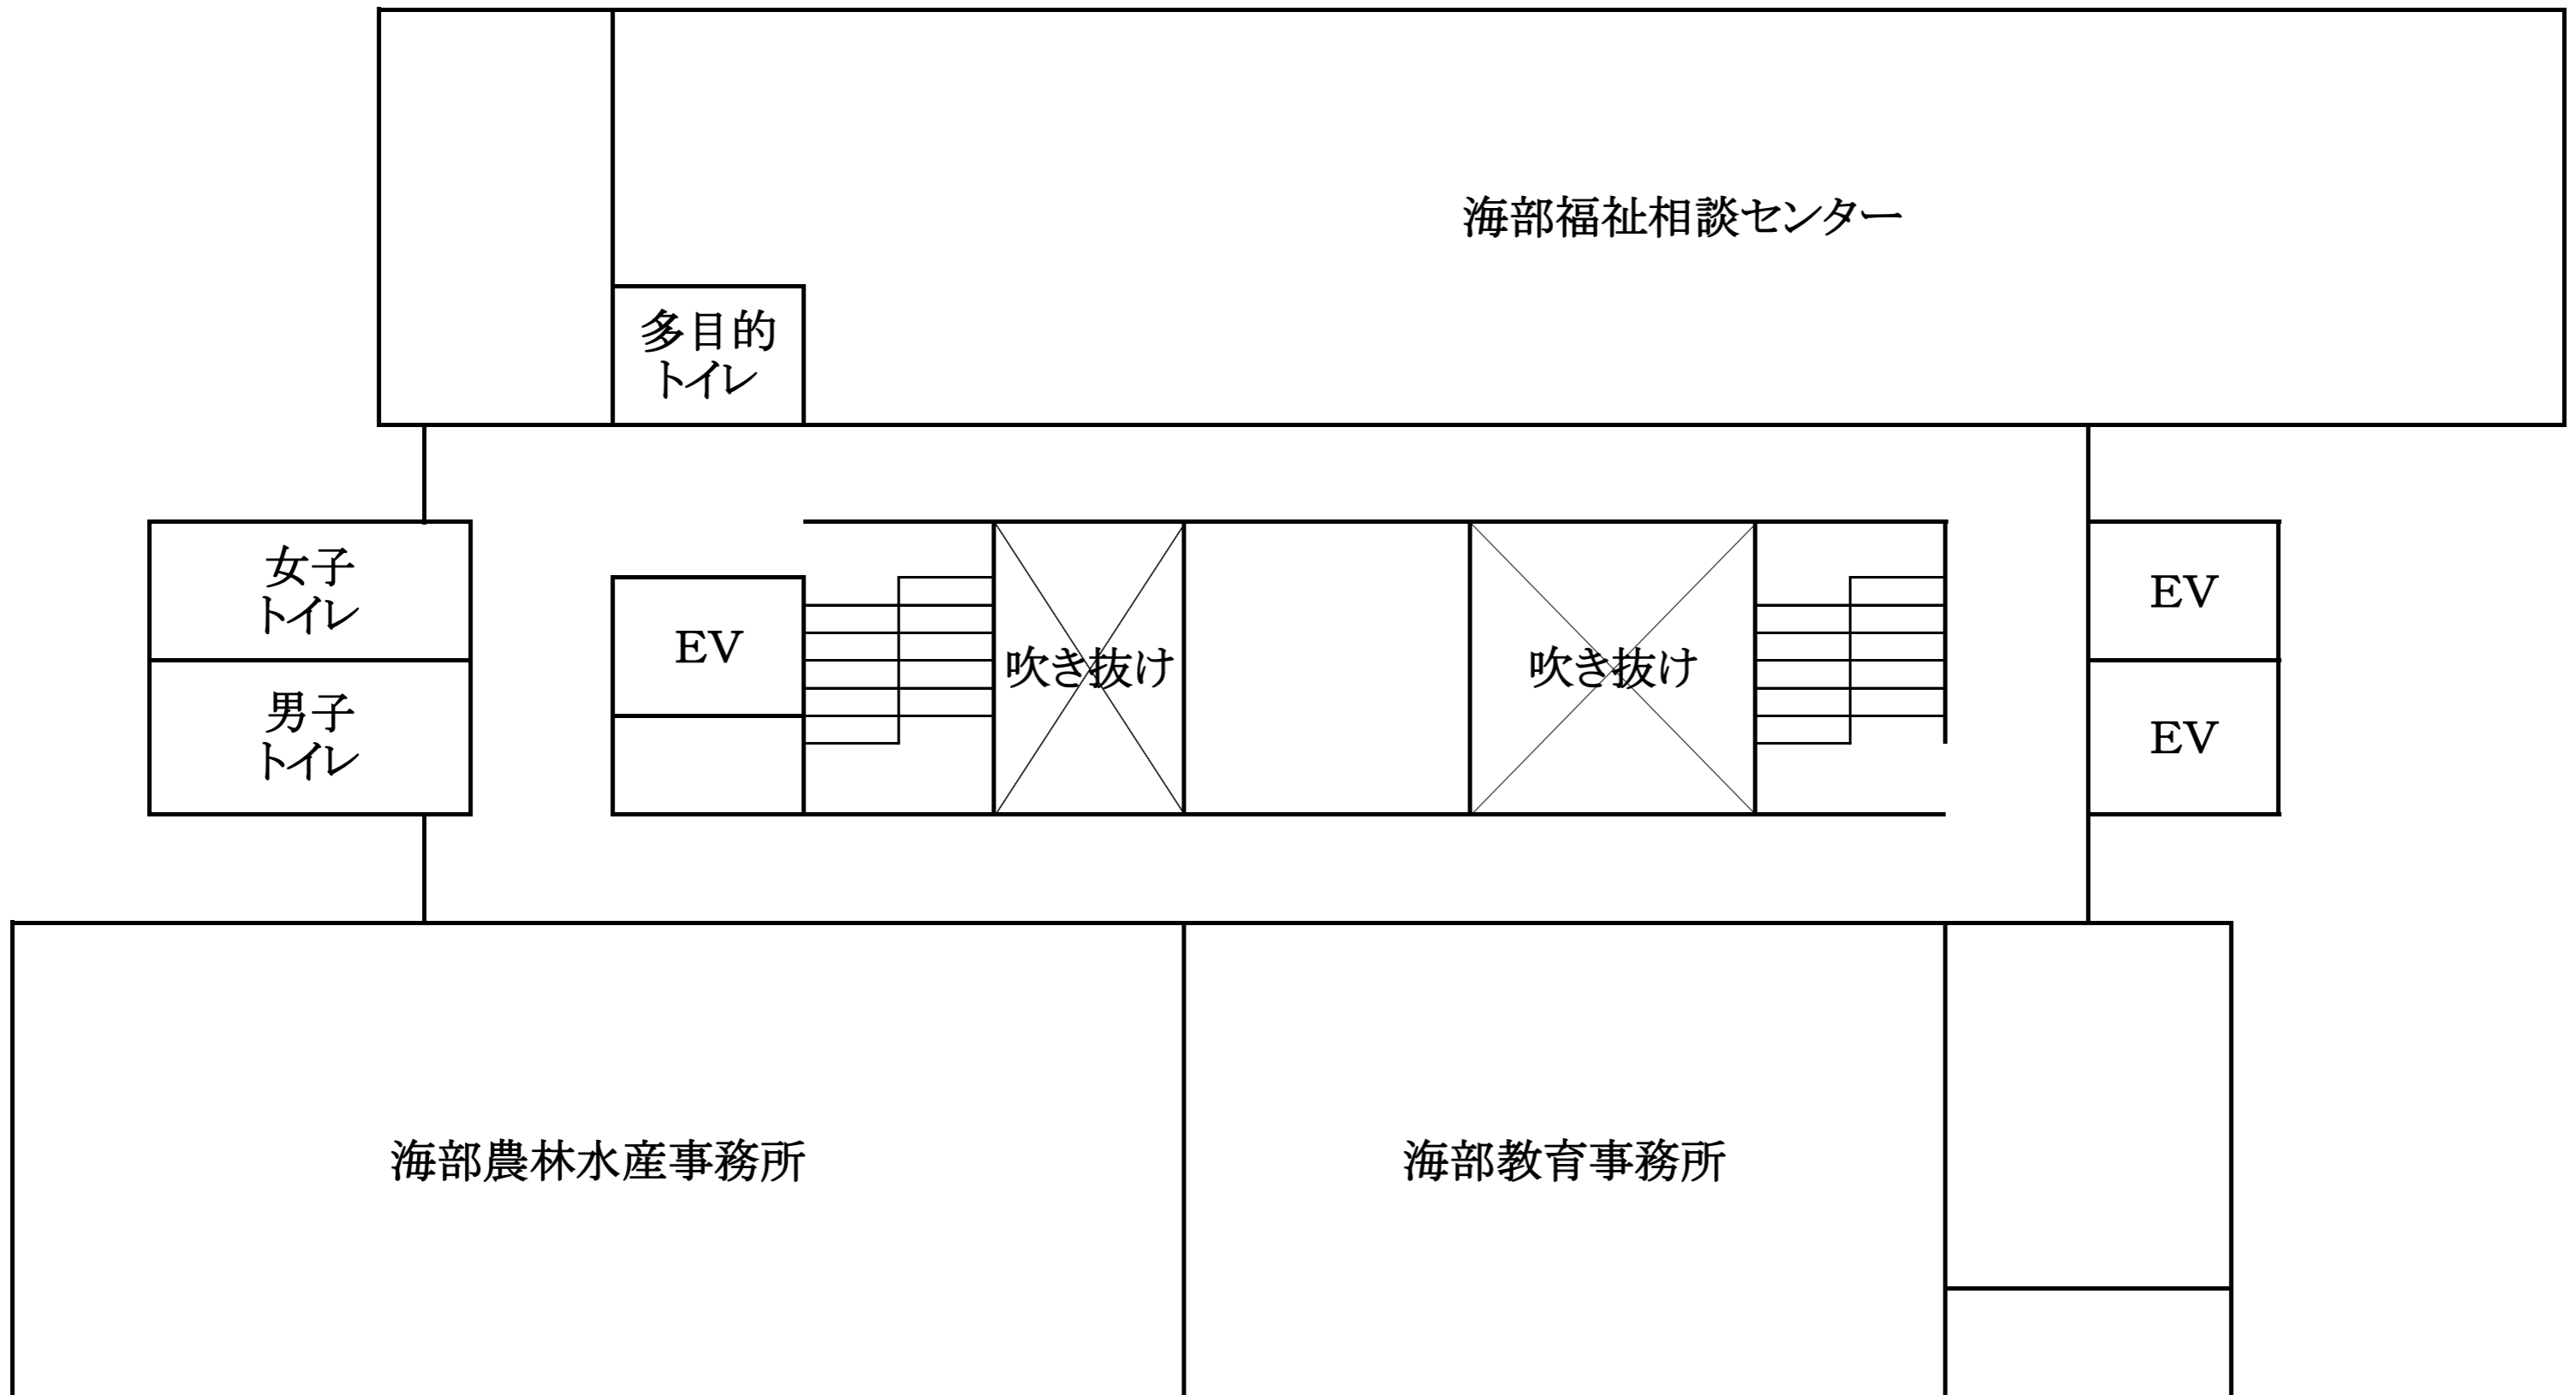 海部福祉相談センター
多目的
トイレ
女子
トイレ
男子
トイレ
EV
吹き抜け
吹き抜け
EV
EV
海部農林水産事務所
海部教育事務所